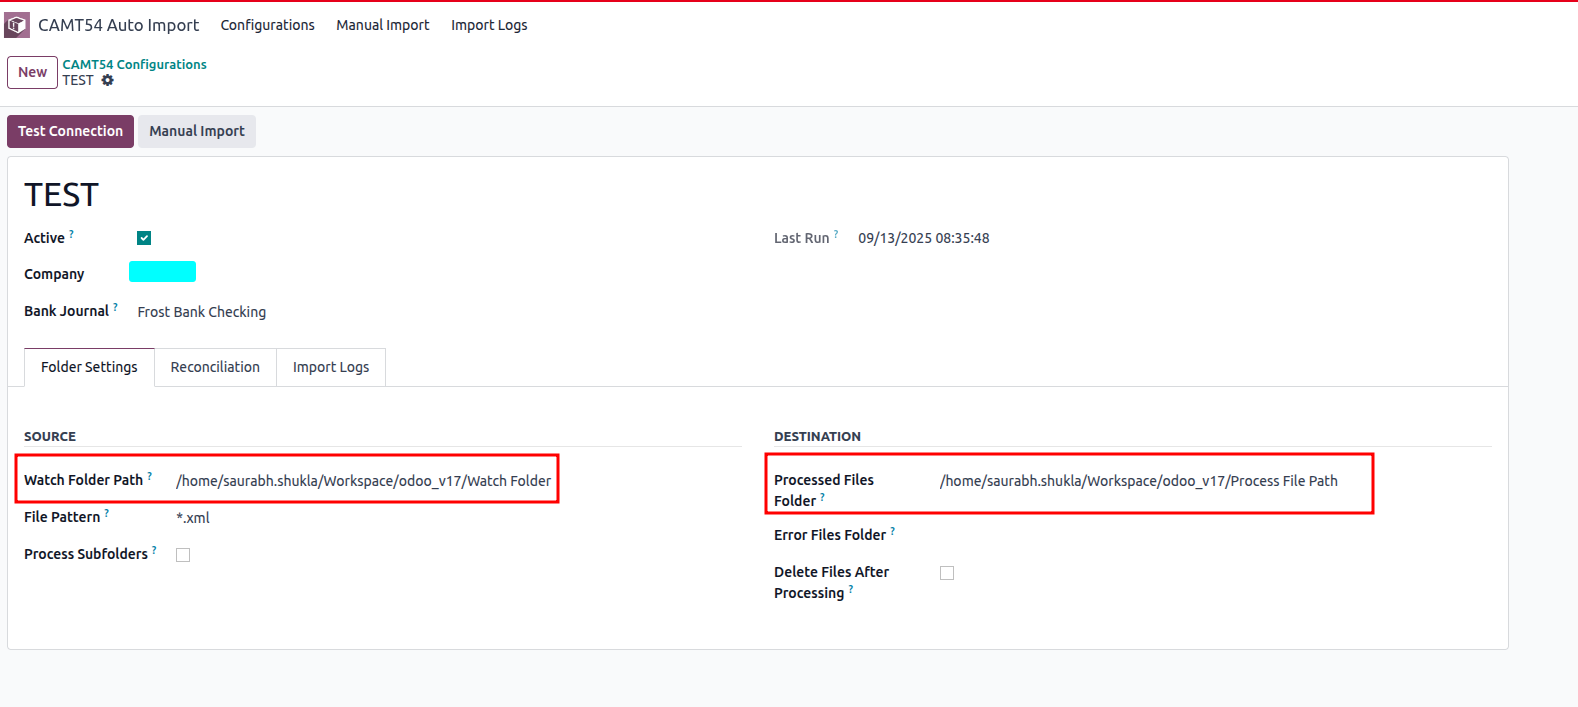 CAMT54 Auto Import Configurations Manual Import Import Logs
New
CAMT54 Configurations
TEST
Test Connection Manual Import
TEST
Active ?
Last Run ? 09/13/2025 08:35:48
Company
Bank Journal ? Frost Bank Checking
Folder Settings Reconciliation Import Logs
SOURCE
Watch Folder Path ? /home/saurabh.shukla/Workspace/odoo_v17/Watch Folder
File Pattern ? *.xml
Process Subfolders ?
DESTINATION
Processed Files /home/saurabh.shukla/Workspace/odoo_v17/Process File Path
Folder ?
Error Files Folder ?
Delete Files After
Processing ?